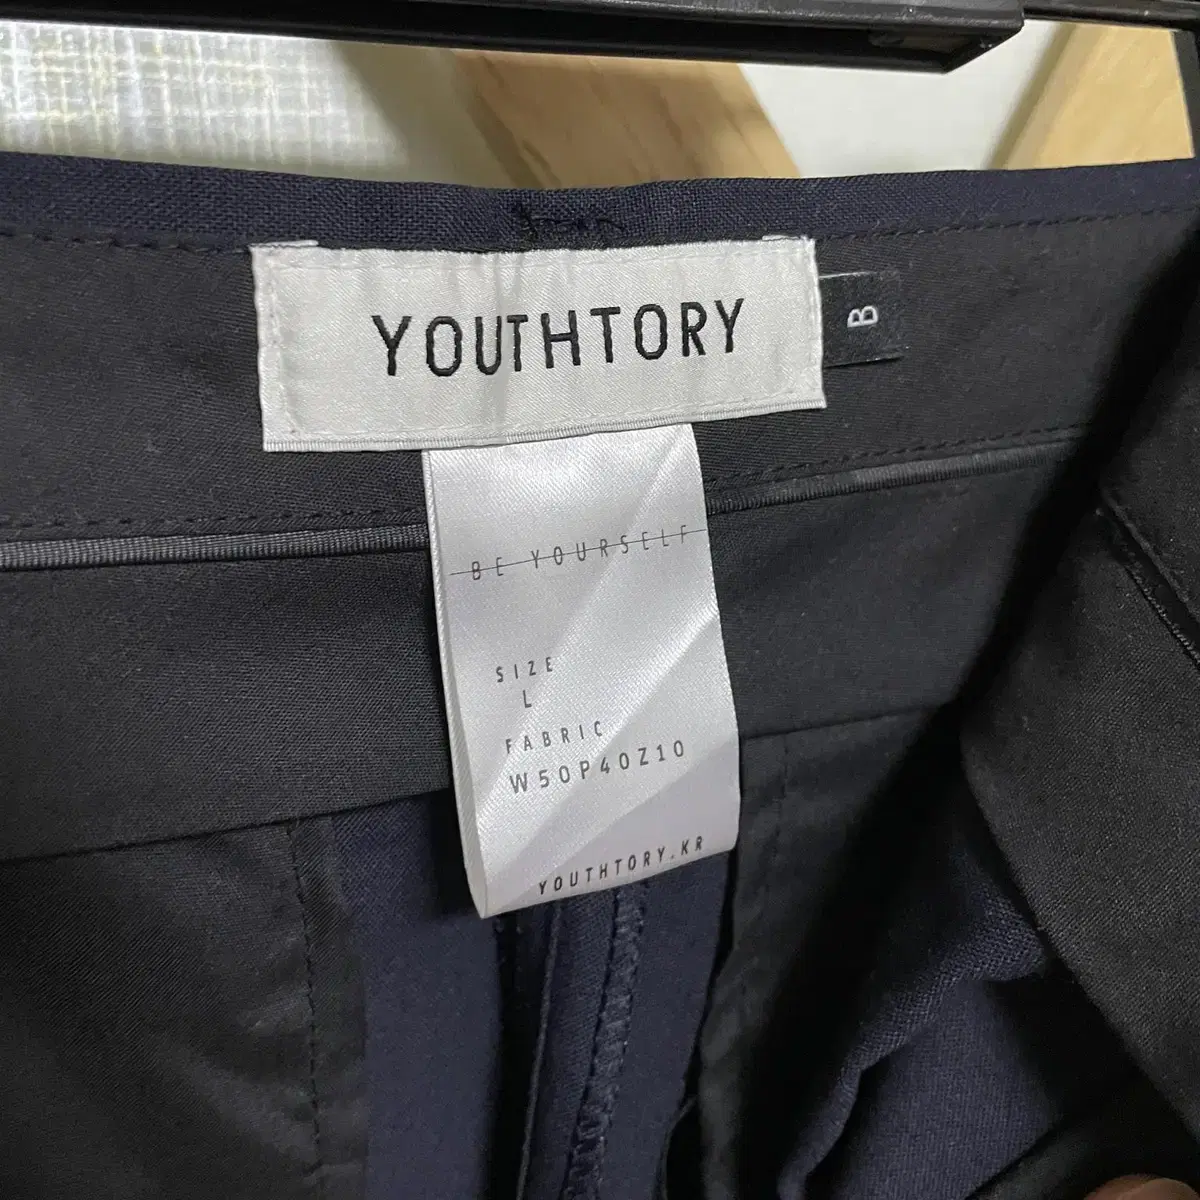 YOUTHTORY
B
BE YOURSELF
SIZE
L
FABRIC
W50P40Z10
YOUTHTORY.KR